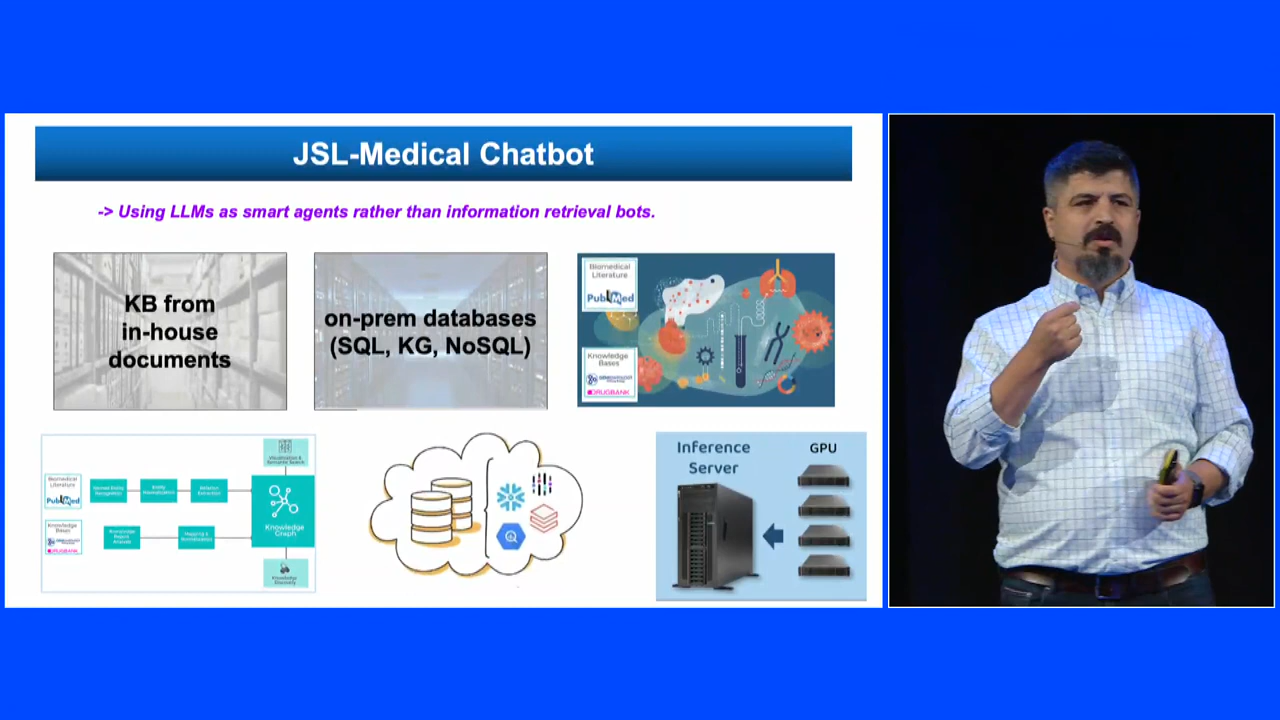 JSL-Medical Chatbot
-> Using LLMs as smart agents rather than information retrieval bots.
KB from
in-house
documents
on-prem databases
(SQL, KG, NoSQL)
Biomedical
Literature
PubMed
Knowledge
Bases
DRUGBANK
Biomedical
Literature
PubMed
Knowledge
Bases
DRUGBANK
Knowledge
Graph
Knowledge
Discovery
Inference
Server
GPU